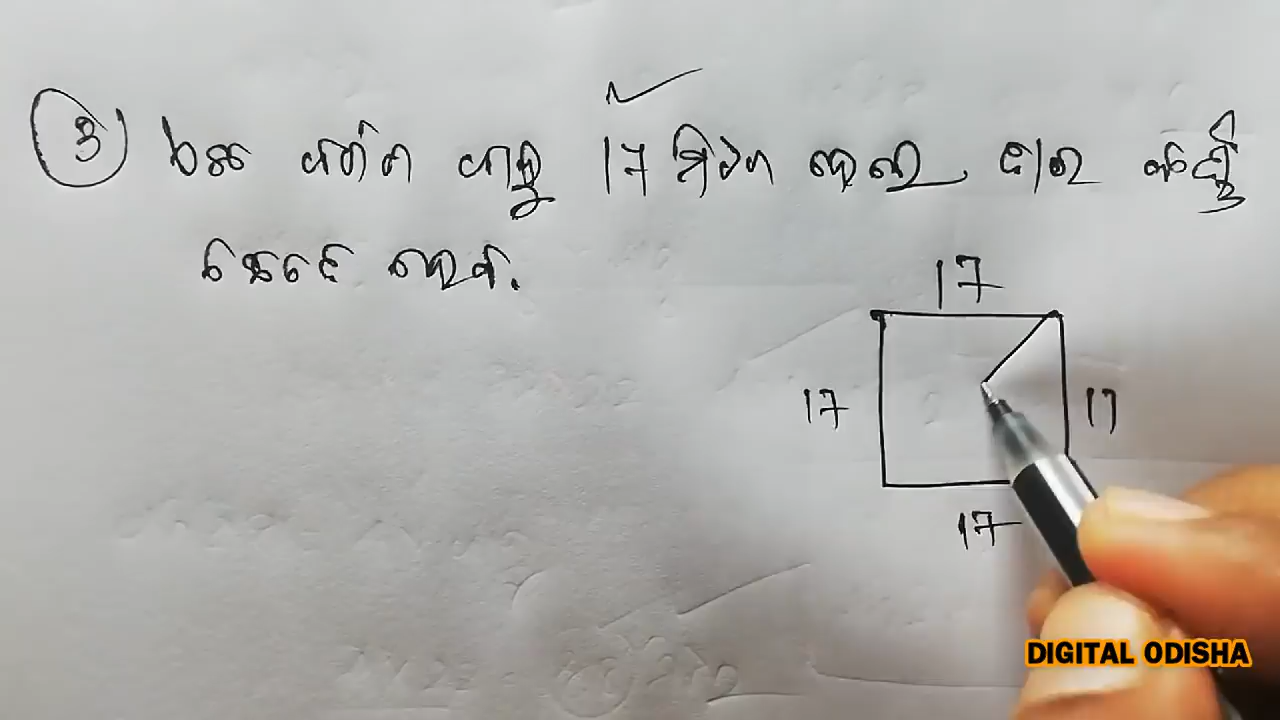 3) ଏକ ବର୍ଗର ବାହୁ 17 ମିଟର ହେଲେ, ତାର କର୍ଣ୍ଣ
କେତେ ହେବ.
17
17 17
17
DIGITAL ODISHA